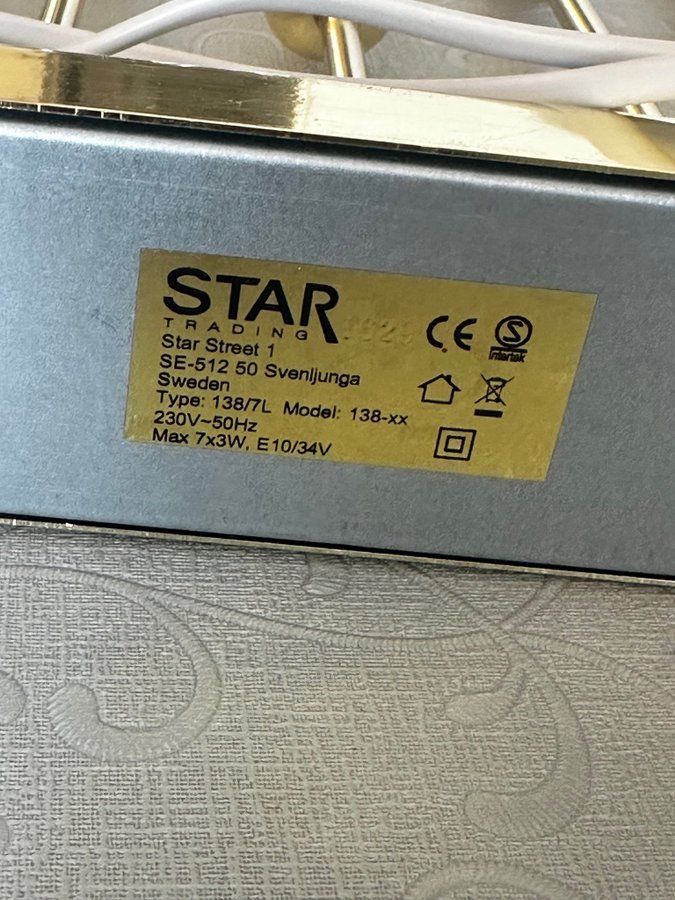 STAR
TRADING
Star Street 1
SE-512 50 Svenljunga
Sweden
Type: 138/7L Model: 138-xx
230V~50Hz
Max 7x3W, E10/34V
CE
S
Intertek